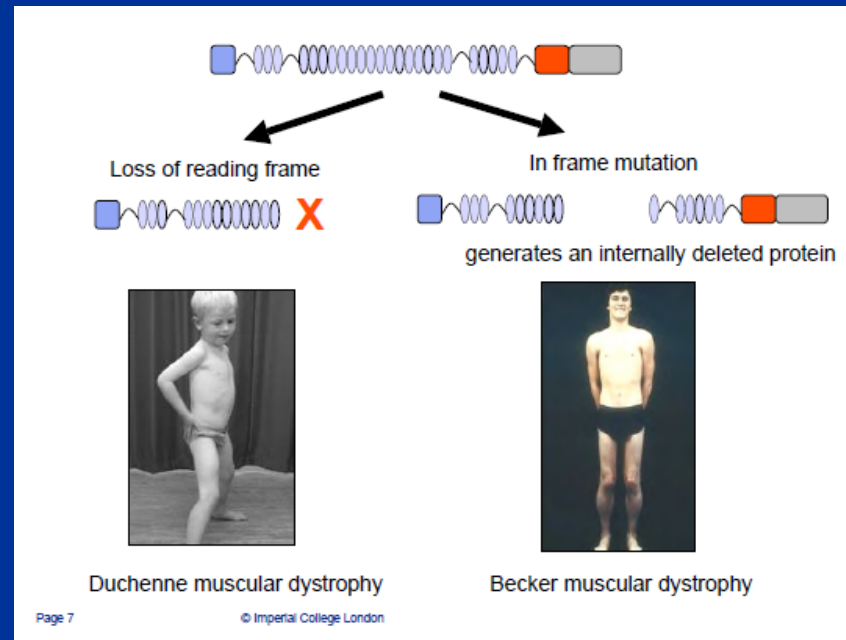 Loss of reading frame
In frame mutation
X
generates an internally deleted protein
Duchenne muscular dystrophy
Becker muscular dystrophy
Page 7
© Imperial College London